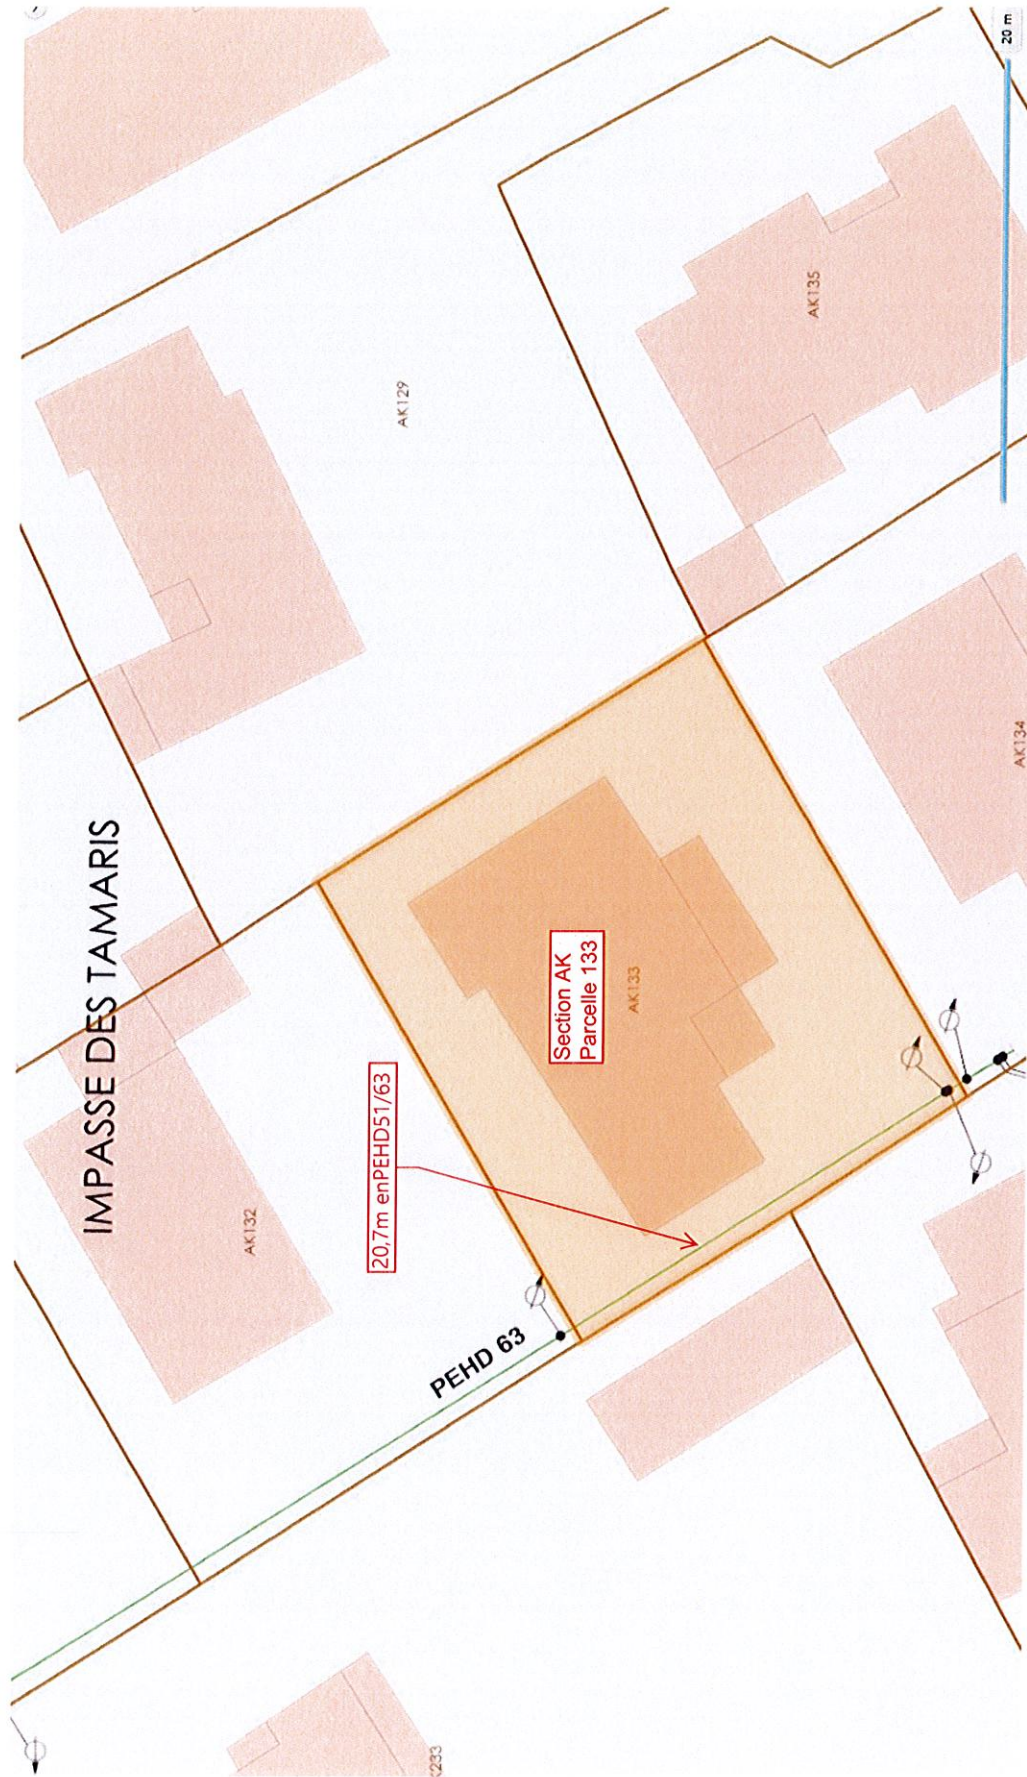 IMPASSE DES TAMARIS
20 m
AK129
AK135
AK132
20,7m enPEHD51/63
PEHD 63
Section AK
Parcelle 133
AK133
AK134